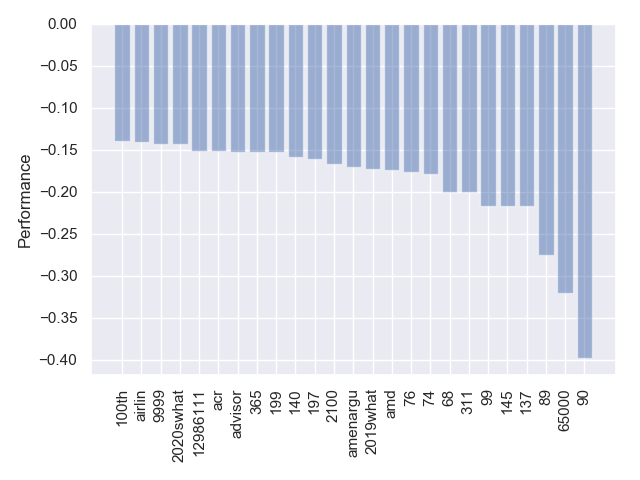 0.00
−0.05
−0.10
−0.15
−0.20
−0.25
−0.30
−0.35
−0.40
Performance
100th
airlin
9999
2020swhat
12986111
acr
advisor
365
199
140
197
2100
amenargu
2019what
amd
76
74
68
311
99
145
137
89
65000
90